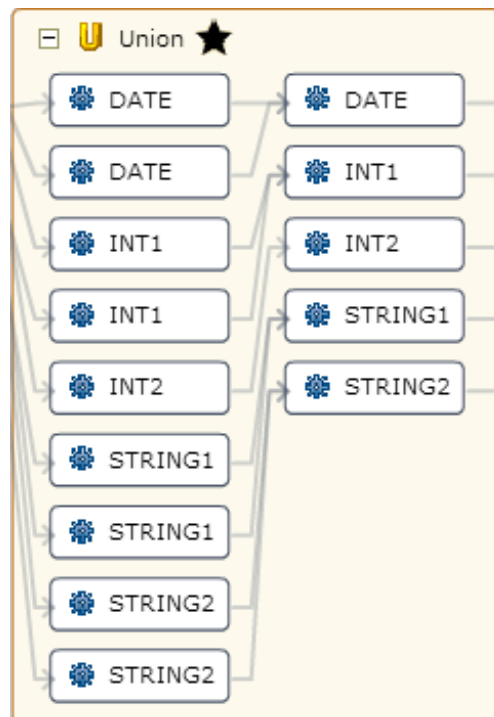 Union
DATE
DATE
INT1
INT1
INT2
STRING1
STRING1
STRING2
STRING2
DATE
INT1
INT2
STRING1
STRING2